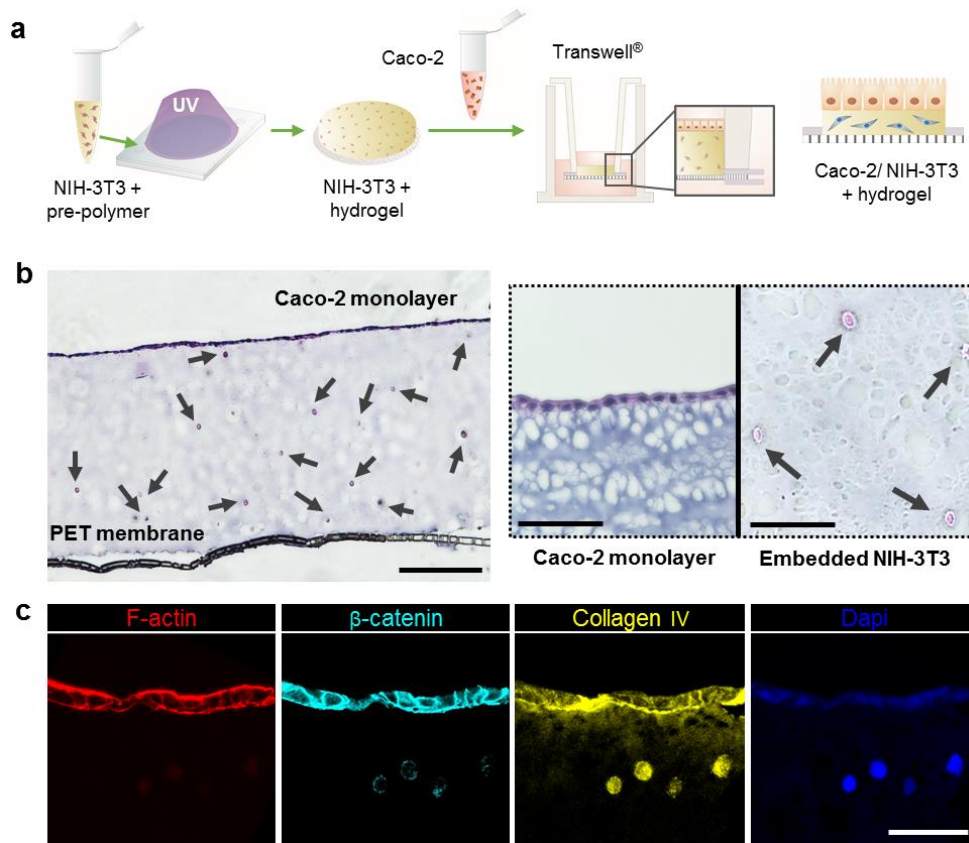 a
Caco-2
Transwell®
UV
NIH-3T3 +
pre-polymer
NIH-3T3 +
hydrogel
Caco-2/ NIH-3T3
+ hydrogel
b
Caco-2 monolayer
PET membrane
Caco-2 monolayer
Embedded NIH-3T3
c
F-actin
β-catenin
Collagen IV
Dapi